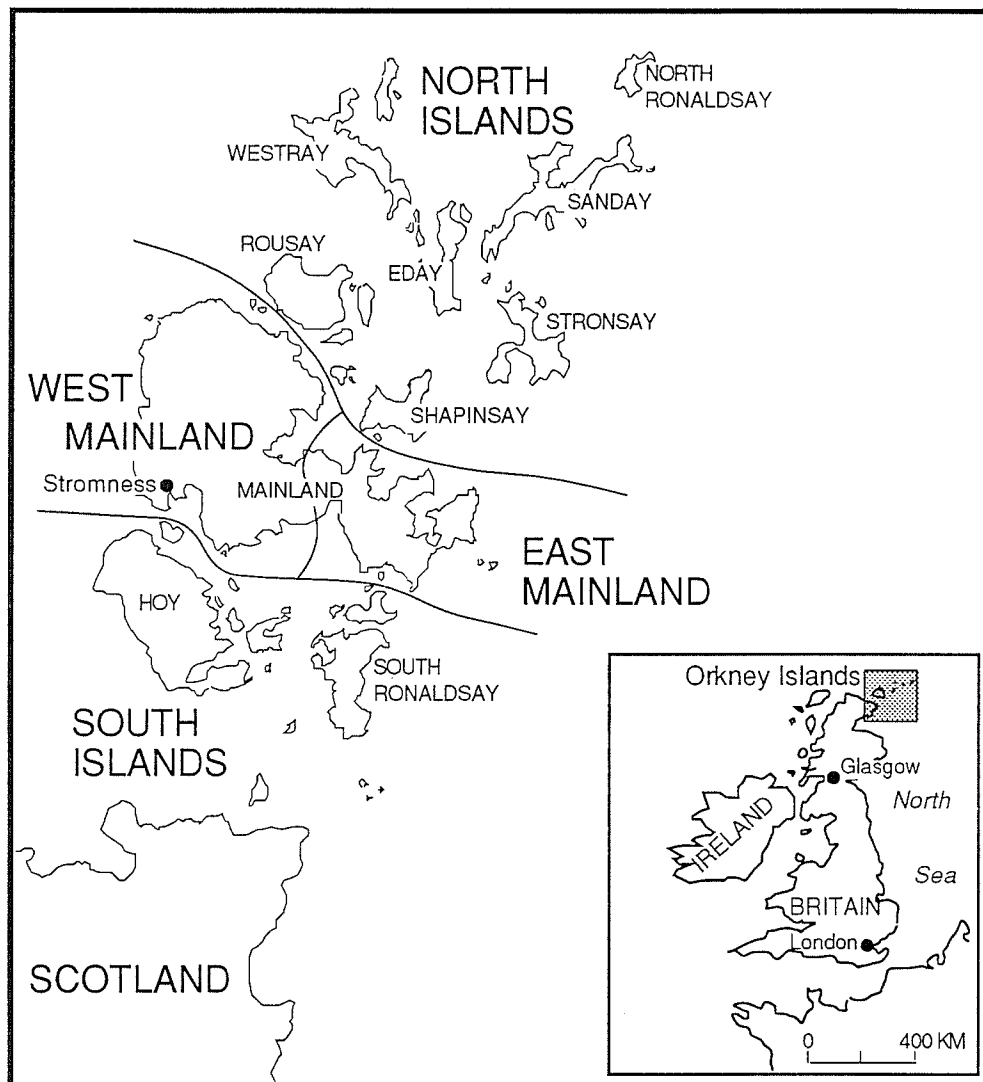 NORTH
ISLANDS
NORTH
RONALDSAY
WESTRAY
SANDAY
ROUSAY
EDAY
STRONSAY
WEST
MAINLAND
SHAPINSAY
Stromness
MAINLAND
EAST
MAINLAND
HOY
SOUTH
RONALDSAY
SOUTH
ISLANDS
SCOTLAND
Orkney Islands
Glasgow
North
Sea
IRELAND
BRITAIN
London
0 400 KM